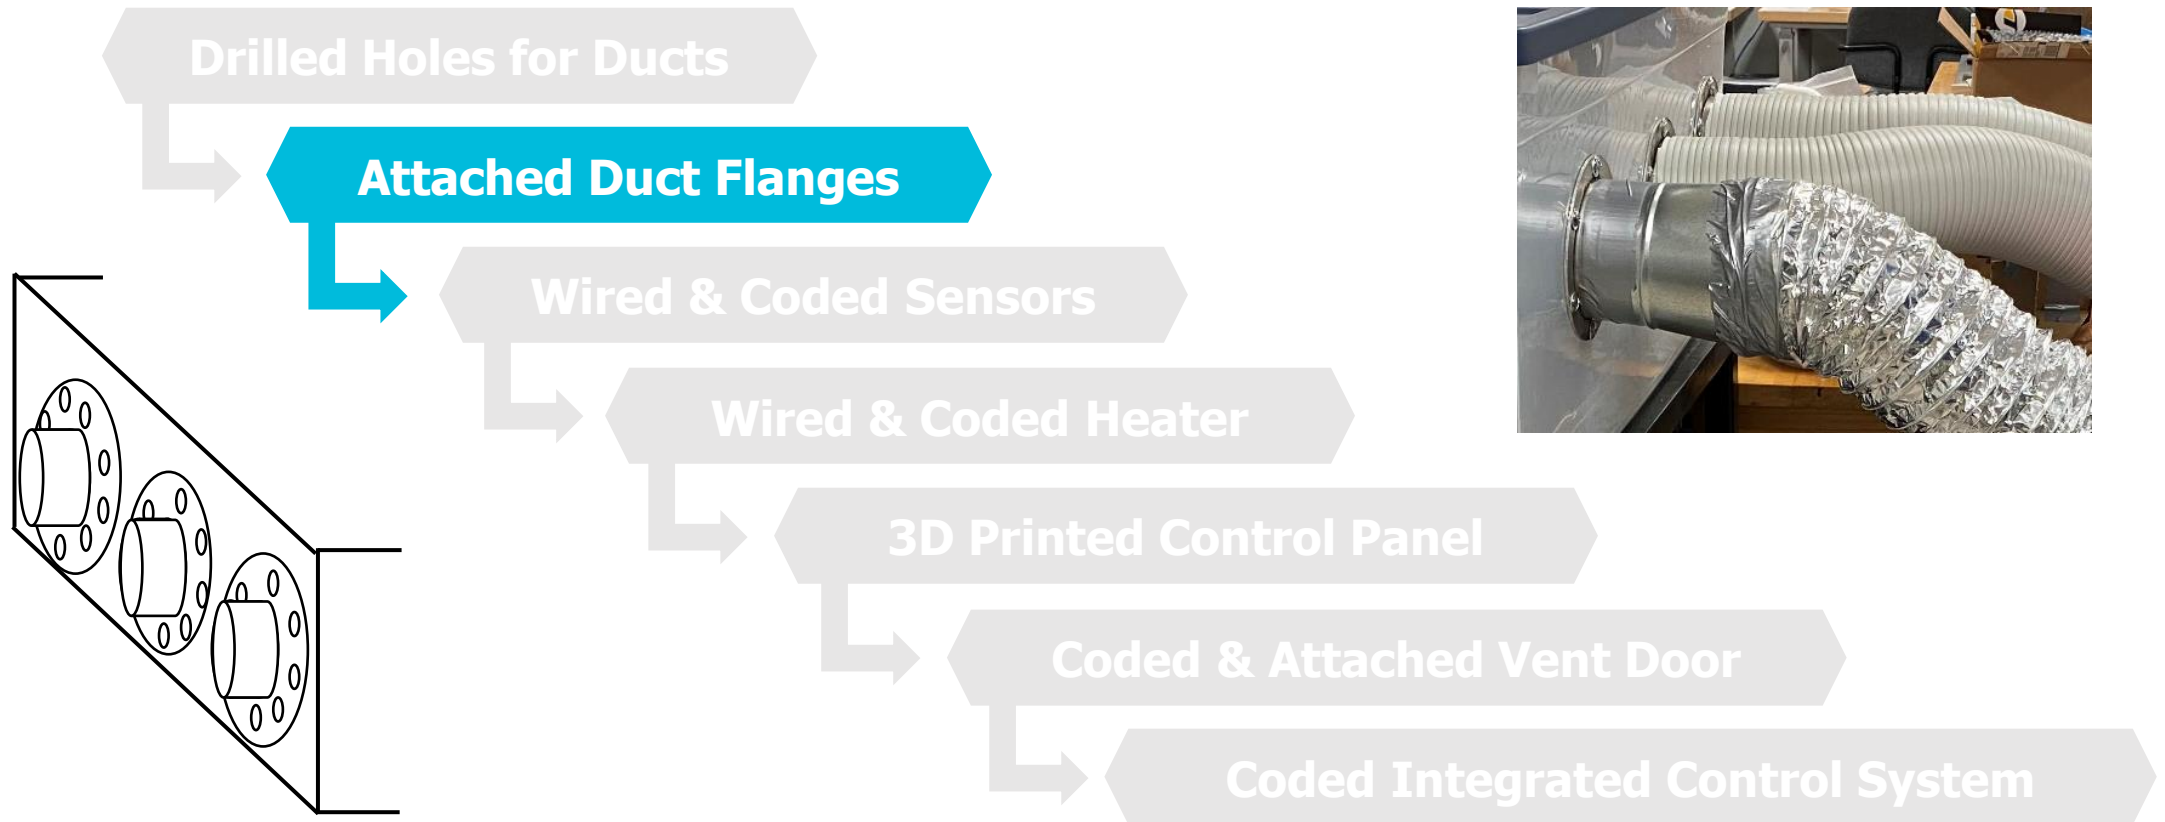 Drilled Holes for Ducts
Attached Duct Flanges
Wired & Coded Sensors
Wired & Coded Heater
3D Printed Control Panel
Coded & Attached Vent Door
Coded Integrated Control System